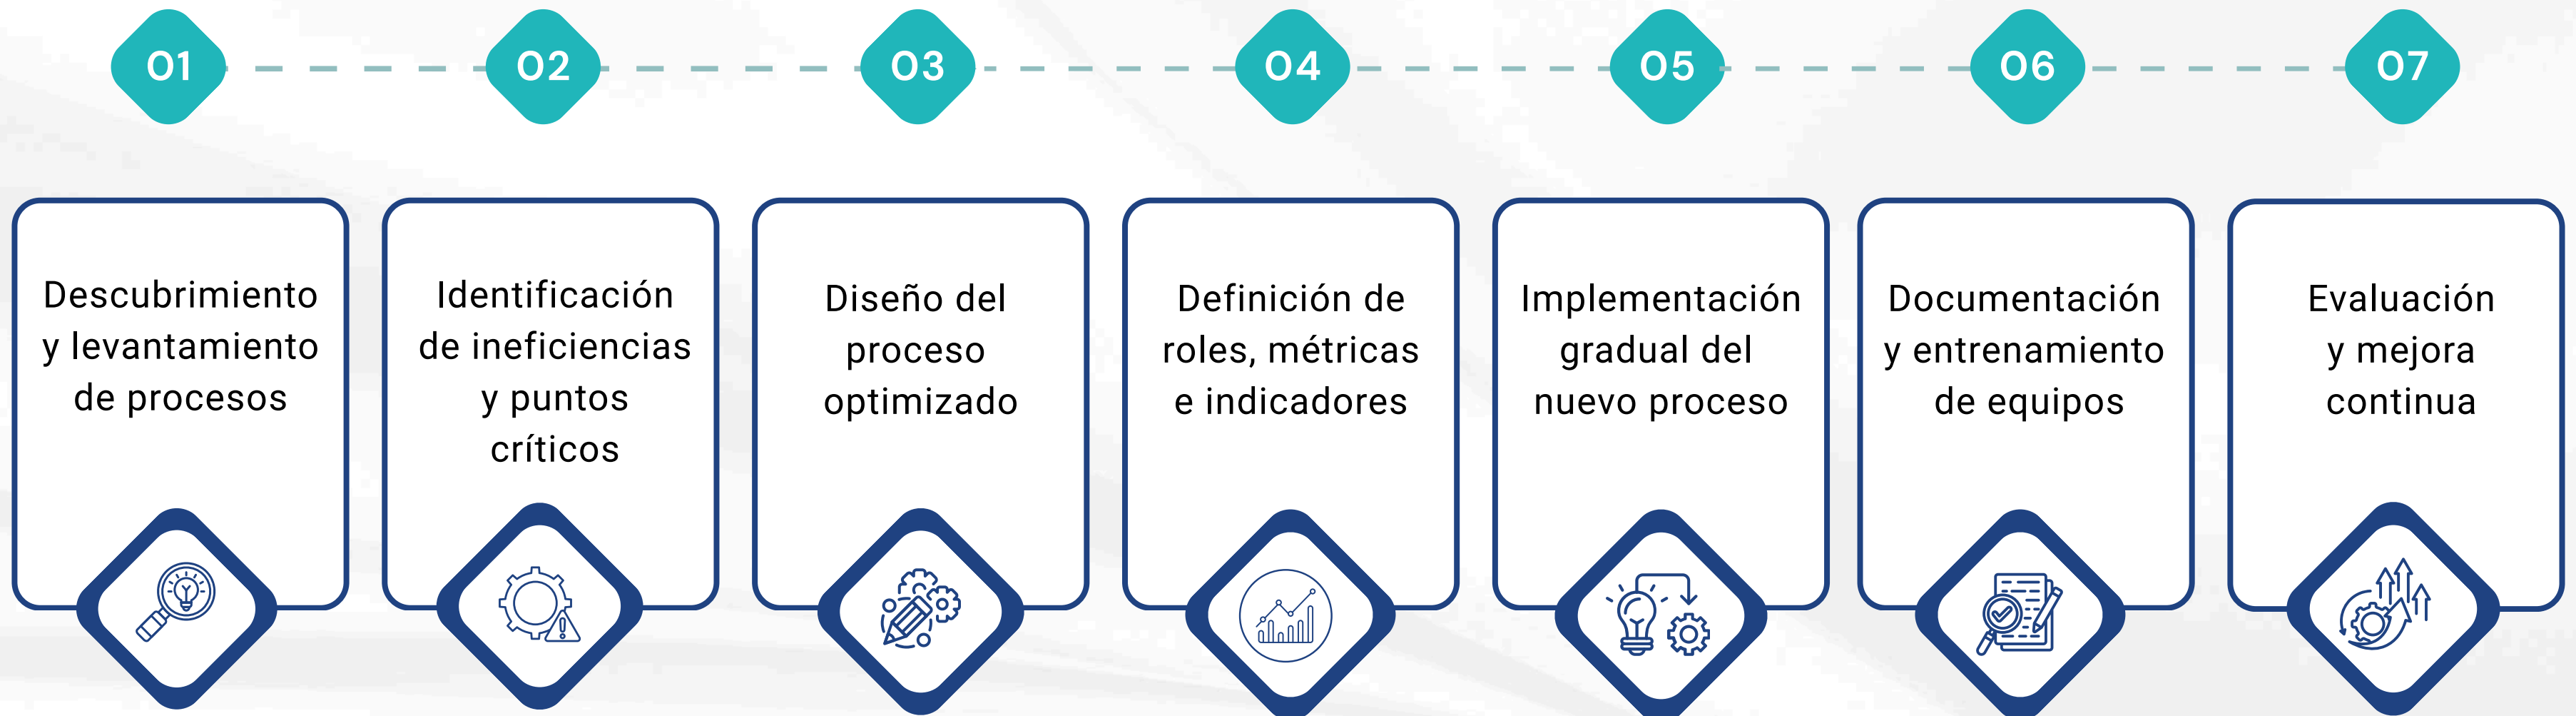 01
02
03
04
05
06
07
Descubrimiento
y levantamiento
de procesos
Identificación
de ineficiencias
y puntos
críticos
Diseño del
proceso
optimizado
Definición de
roles, métricas
e indicadores
Implementación
gradual del
nuevo proceso
Documentación
y entrenamiento
de equipos
Evaluación
y mejora
continua